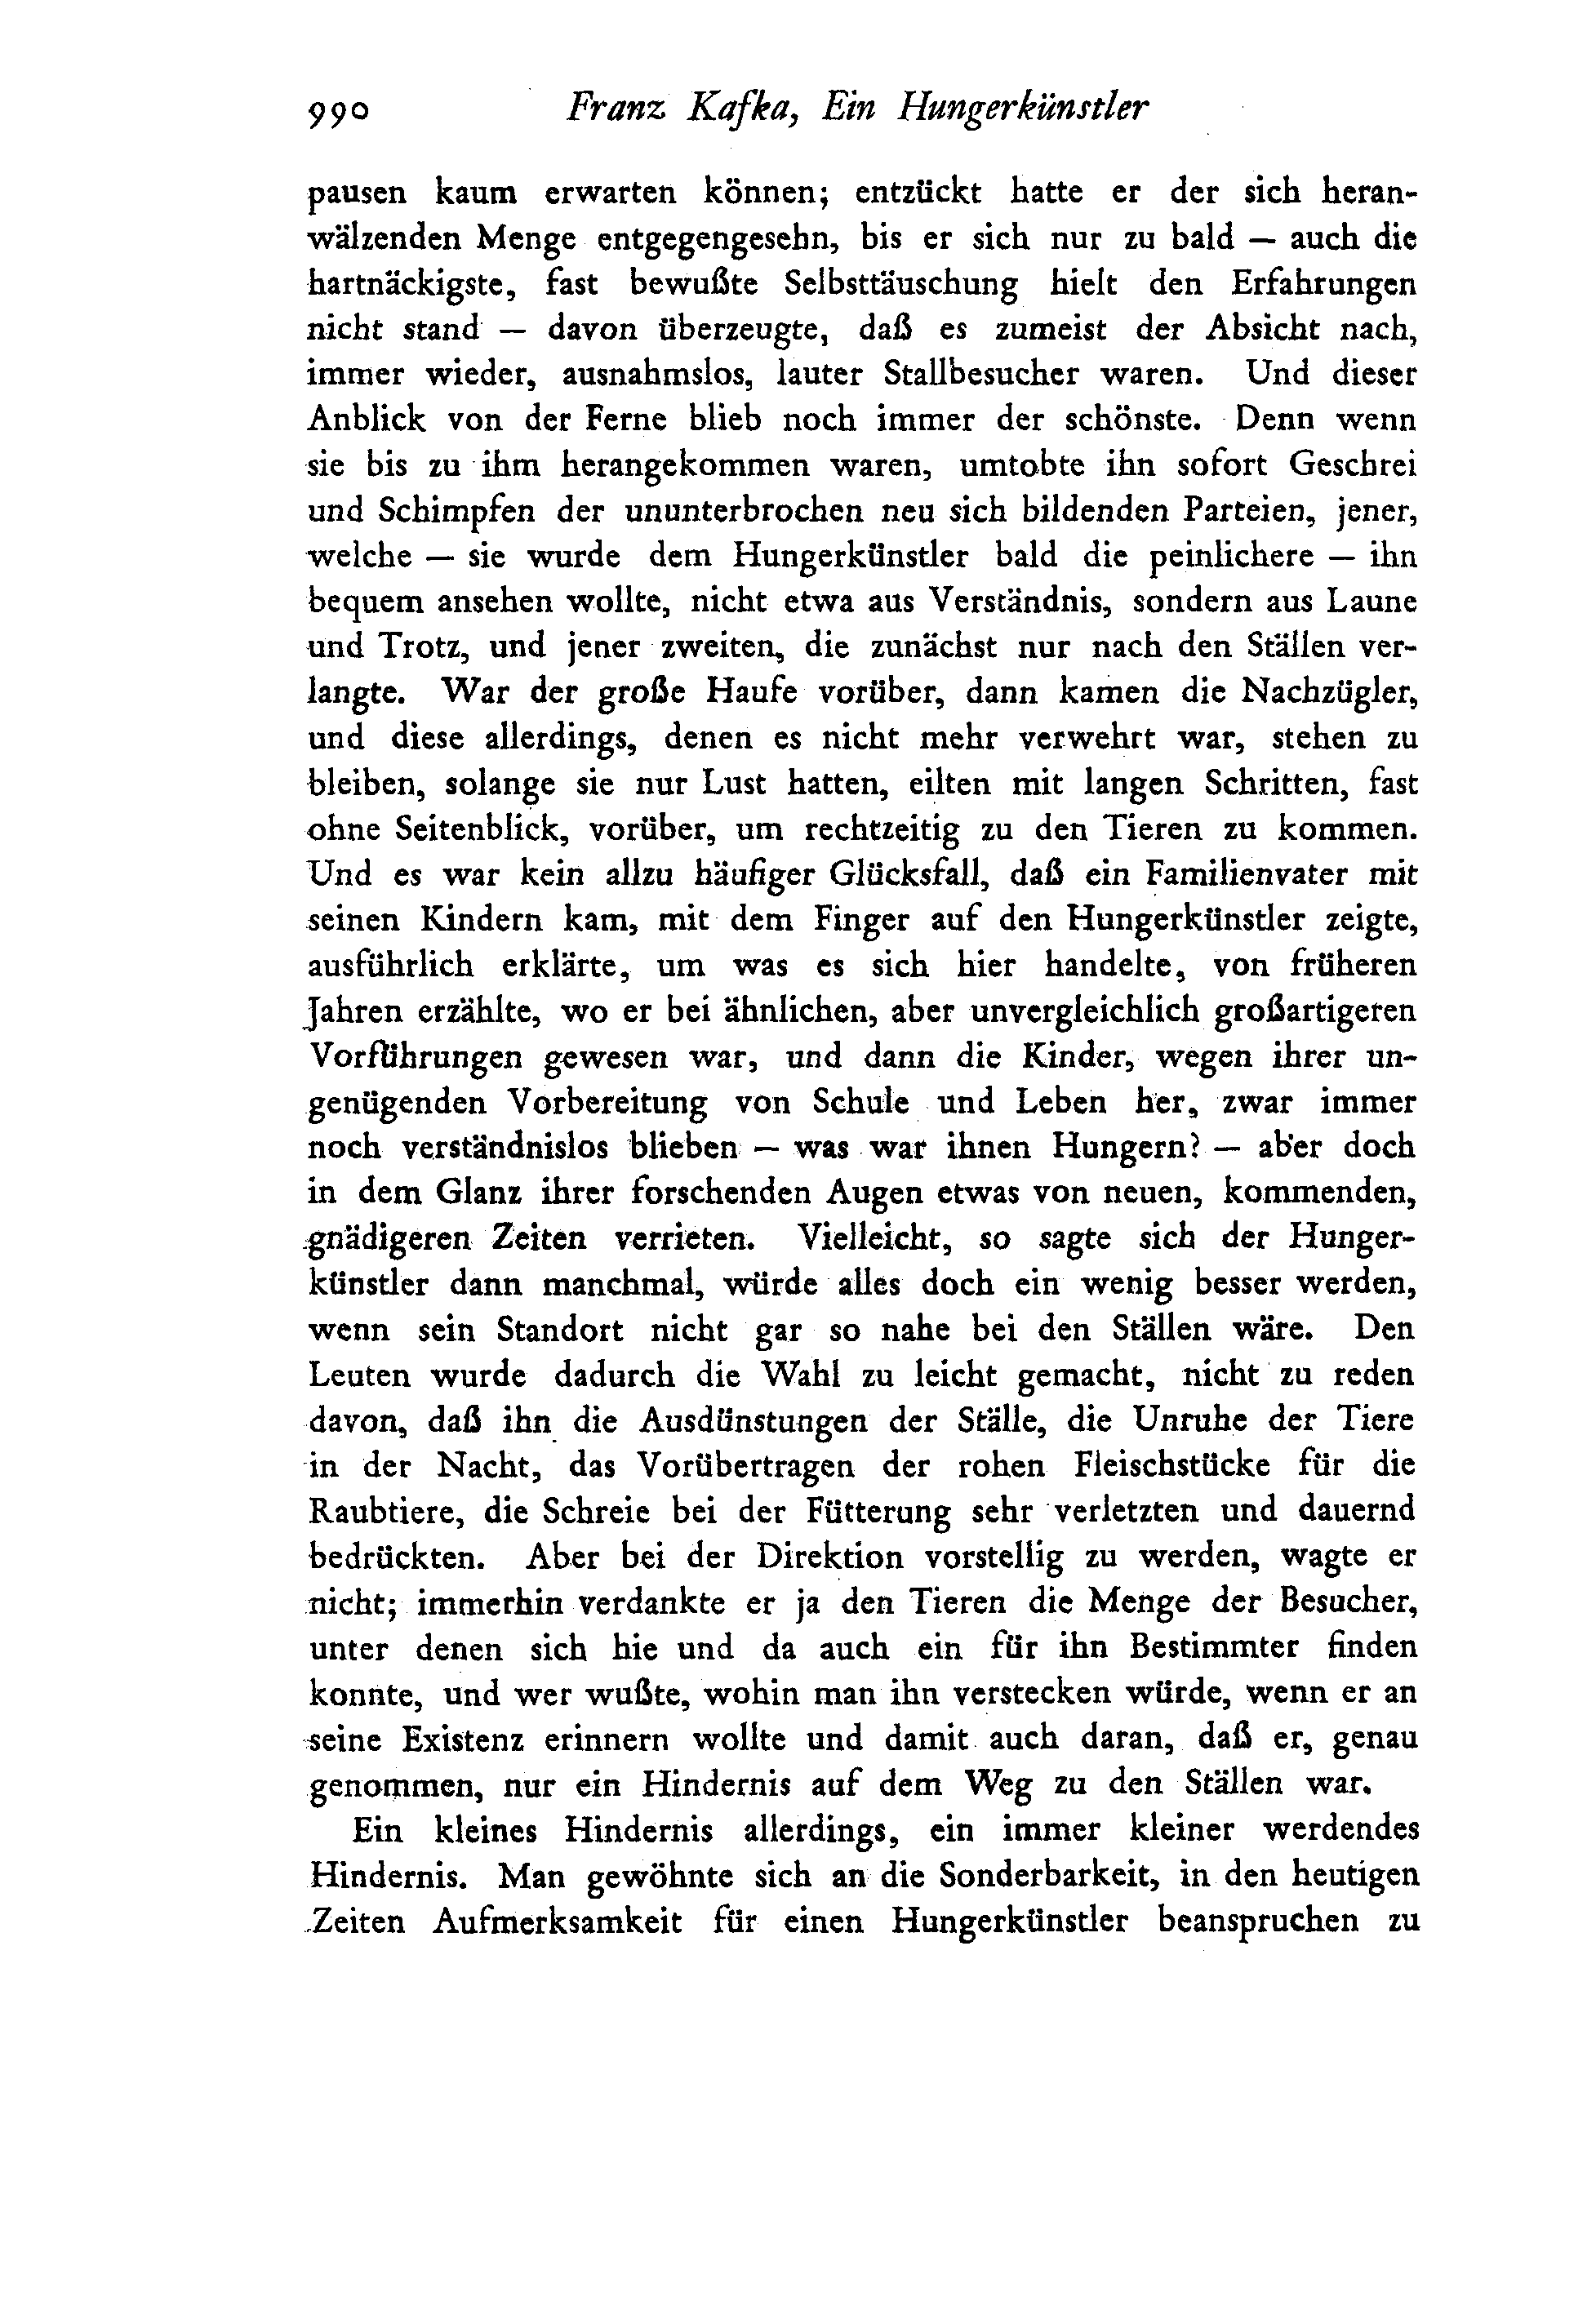 990 Franz Kafka, Ein Hungerkünstler
pausen kaum erwarten können; entzückt hatte er der sich heran-
wälzenden Menge entgegengesehn, bis er sich nur zu bald — auch die
hartnäckigste, fast bewußte Selbsttäuschung hielt den Erfahrungen
nicht stand — davon überzeugte, daß es zumeist der Absicht nach,
immer wieder, ausnahmslos, lauter Stallbesucher waren. Und dieser
Anblick von der Ferne blieb noch immer der schönste. Denn wenn
sie bis zu ihm herangekommen waren, umtobte ihn sofort Geschrei
und Schimpfen der ununterbrochen neu sich bildenden Parteien, jener,
welche — sie wurde dem Hungerkünstler bald die peinlichere — ihn
bequem ansehen wollte, nicht etwa aus Verständnis, sondern aus Laune
und Trotz, und jener zweiten, die zunächst nur nach den Ställen ver-
langte. War der große Haufe vorüber, dann kamen die Nachzügler,
und diese allerdings, denen es nicht mehr verwehrt war, stehen zu
bleiben, solange sie nur Lust hatten, eilten mit langen Schritten, fast
ohne Seitenblick, vorüber, um rechtzeitig zu den Tieren zu kommen.
Und es war kein allzu häufiger Glücksfall, daß ein Familienvater mit
seinen Kindern kam, mit dem Finger auf den Hungerkünstler zeigte,
ausführlich erklärte, um was es sich hier handelte, von früheren
Jahren erzählte, wo er bei ähnlichen, aber unvergleichlich großartigeren
Vorführungen gewesen war, und dann die Kinder, wegen ihrer un-
genügenden Vorbereitung von Schule und Leben her, zwar immer
noch verständnislos blieben — was war ihnen Hungern? — aber doch
in dem Glanz ihrer forschenden Augen etwas von neuen, kommenden,
gnädigeren Zeiten verrieten. Vielleicht, so sagte sich der Hunger-
künstler dann manchmal, würde alles doch ein wenig besser werden,
wenn sein Standort nicht gar so nahe bei den Ställen wäre. Den
Leuten wurde dadurch die Wahl zu leicht gemacht, nicht zu reden
davon, daß ihn die Ausdünstungen der Ställe, die Unruhe der Tiere
in der Nacht, das Vorübertragen der rohen Fleischstücke für die
Raubtiere, die Schreie bei der Fütterung sehr verletzten und dauernd
bedrückten. Aber bei der Direktion vorstellig zu werden, wagte er
nicht; immerhin verdankte er ja den Tieren die Menge der Besucher,
unter denen sich hie und da auch ein für ihn Bestimmter finden
konnte, und wer wußte, wohin man ihn verstecken würde, wenn er an
seine Existenz erinnern wollte und damit auch daran, daß er, genau
genommen, nur ein Hindernis auf dem Weg zu den Ställen war.
Ein kleines Hindernis allerdings, ein immer kleiner werdendes
Hindernis. Man gewöhnte sich an die Sonderbarkeit, in den heutigen
Zeiten Aufmerksamkeit für einen Hungerkünstler beanspruchen zu